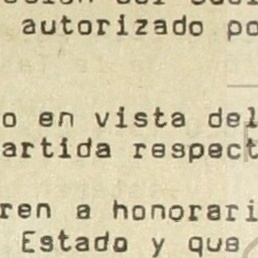 autorizado po
o en vista del
artida respect
ren a honorari
Estado y que